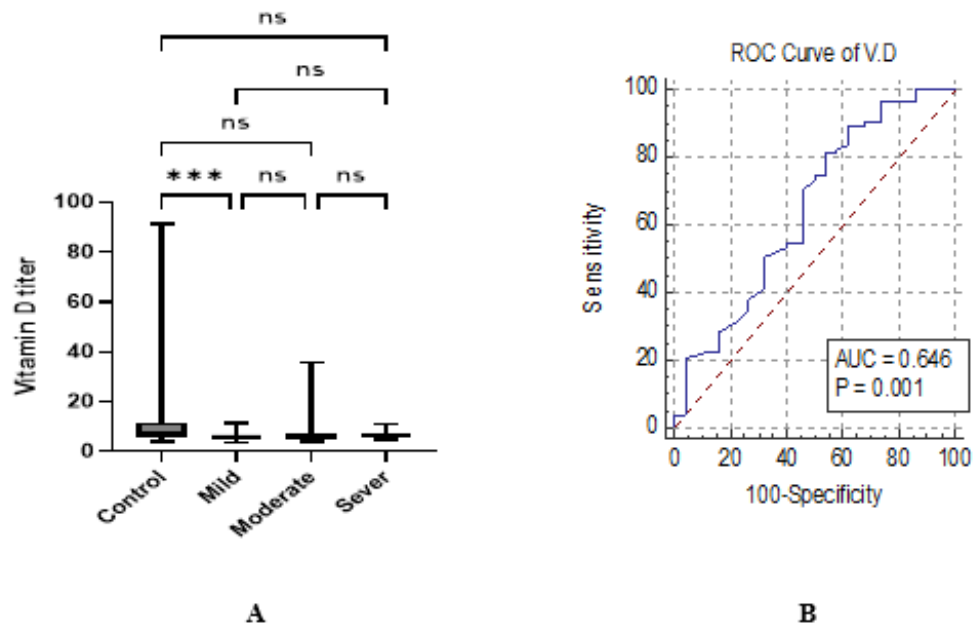 ns
ns
ns
*** ns ns
100
80
60
40
20
0
Vitamin D titer
Control Mild Moderate Sever
A
ROC Curve of V.D
100
80
60
40
20
0
Sensitivity
AUC = 0.646
P = 0.001
0 20 40 60 80 100
100-Specificity
B